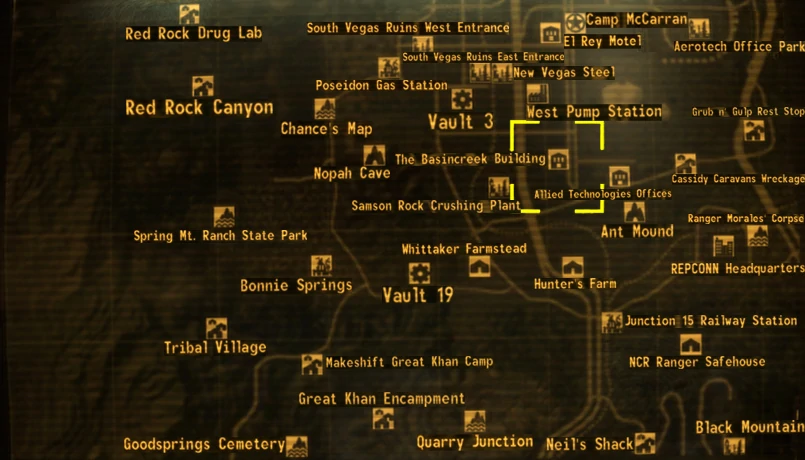 Camp McCarran
South Vegas Ruins West Entrance
Red Rock Drug Lab
El Rey Motel
Aerotech Office Park
South Vegas Ruins East Entrance
New Vegas Steel
Poseidon Gas Station
Red Rock Canyon
West Pump Station
Grub n' Gulp Rest Stop
Vault 3
Chance's Map
The Basincreek Building
Nopah Cave
Cassidy Caravans Wreckage
Allied Technologies Offices
Samson Rock Crushing Plant
Ranger Morales' Corpse
Ant Mound
Spring Mt. Ranch State Park
Whittaker Farmstead
REPCONN Headquarters
Bonnie Springs
Hunter's Farm
Vault 19
Junction 15 Railway Station
Tribal Village
Makeshift Great Khan Camp
NCR Ranger Safehouse
Great Khan Encampment
Black Mountain
Goodsprings Cemetery
Quarry Junction
Neil's Shack